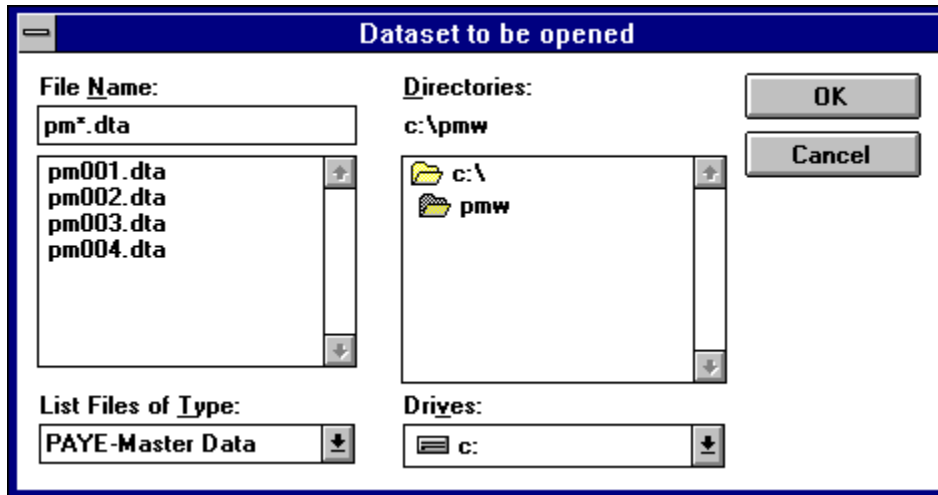 Dataset to be opened
File Name:
pm*.dta
pm001.dta
pm002.dta
pm003.dta
pm004.dta
List Files of Type:
PAYE-Master Data
Directories:
c:\pmw
c:\
pmw
Drives:
c:
OK
Cancel